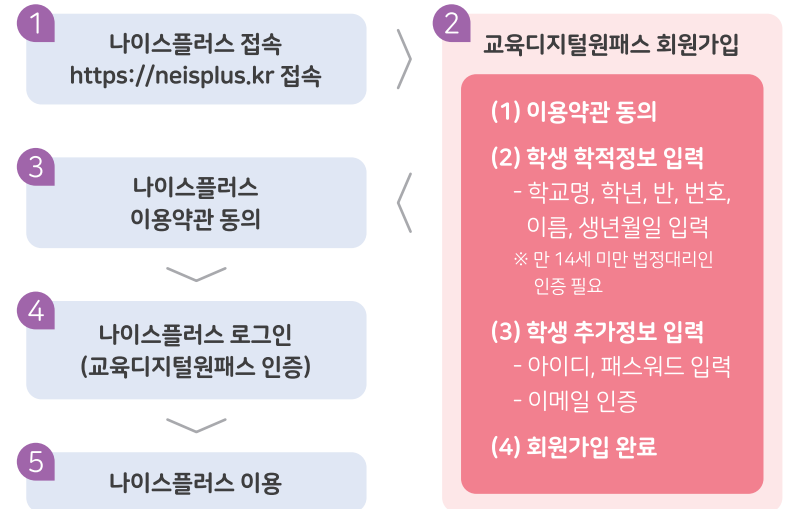 1
나이스플러스 접속
https://neisplus.kr 접속
2
교육디지털원패스 회원가입
(1) 이용약관 동의
(2) 학생 학적정보 입력
- 학교명, 학년, 반, 번호,
이름, 생년월일 입력
※ 만 14세 미만 법정대리인
인증 필요
(3) 학생 추가정보 입력
- 아이디, 패스워드 입력
- 이메일 인증
(4) 회원가입 완료
3
나이스플러스
이용약관 동의
4
나이스플러스 로그인
(교육디지털원패스 인증)
5
나이스플러스 이용